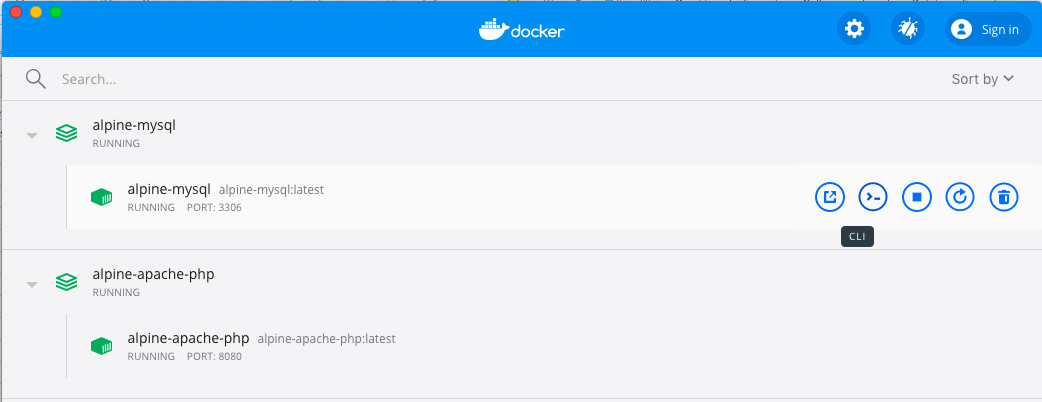 docker
Sign in
Search...
Sort by
alpine-mysql
RUNNING
alpine-mysql alpine-mysql:latest
RUNNING PORT: 3306
CLI
alpine-apache-php
RUNNING
alpine-apache-php alpine-apache-php:latest
RUNNING PORT: 8080